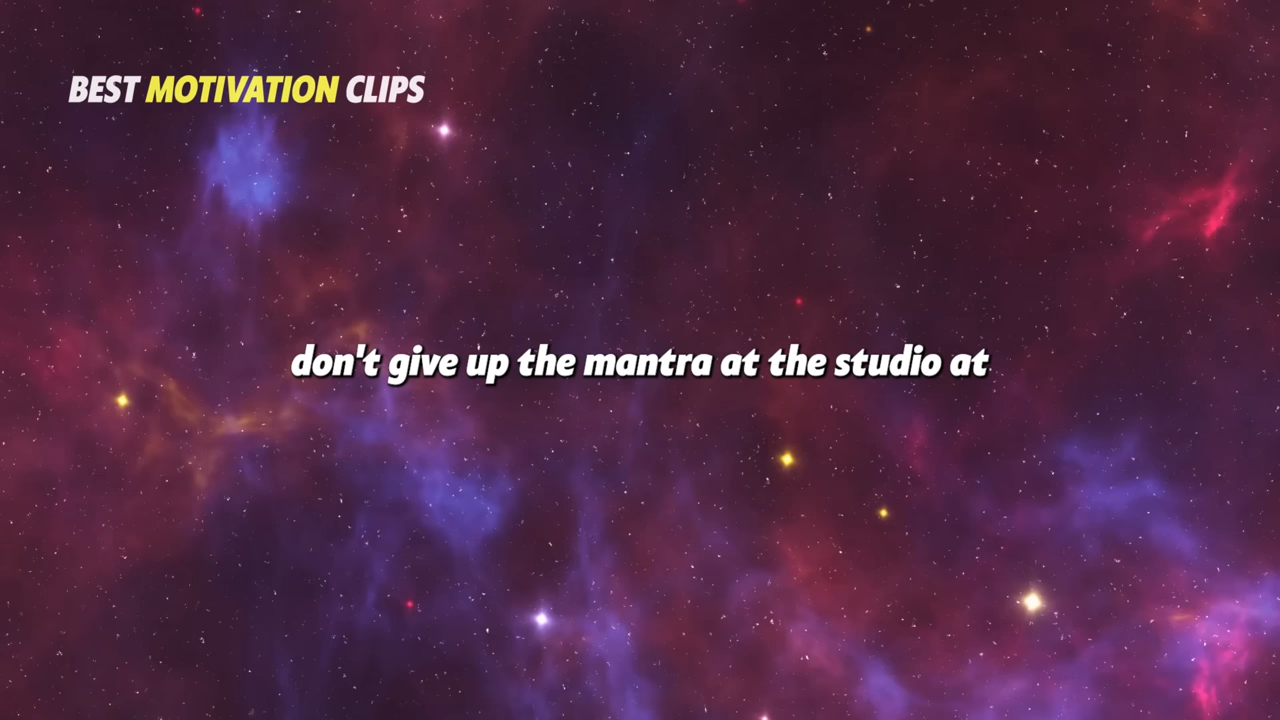 BEST MOTIVATION CLIPS
don't give up the mantra at the studio at